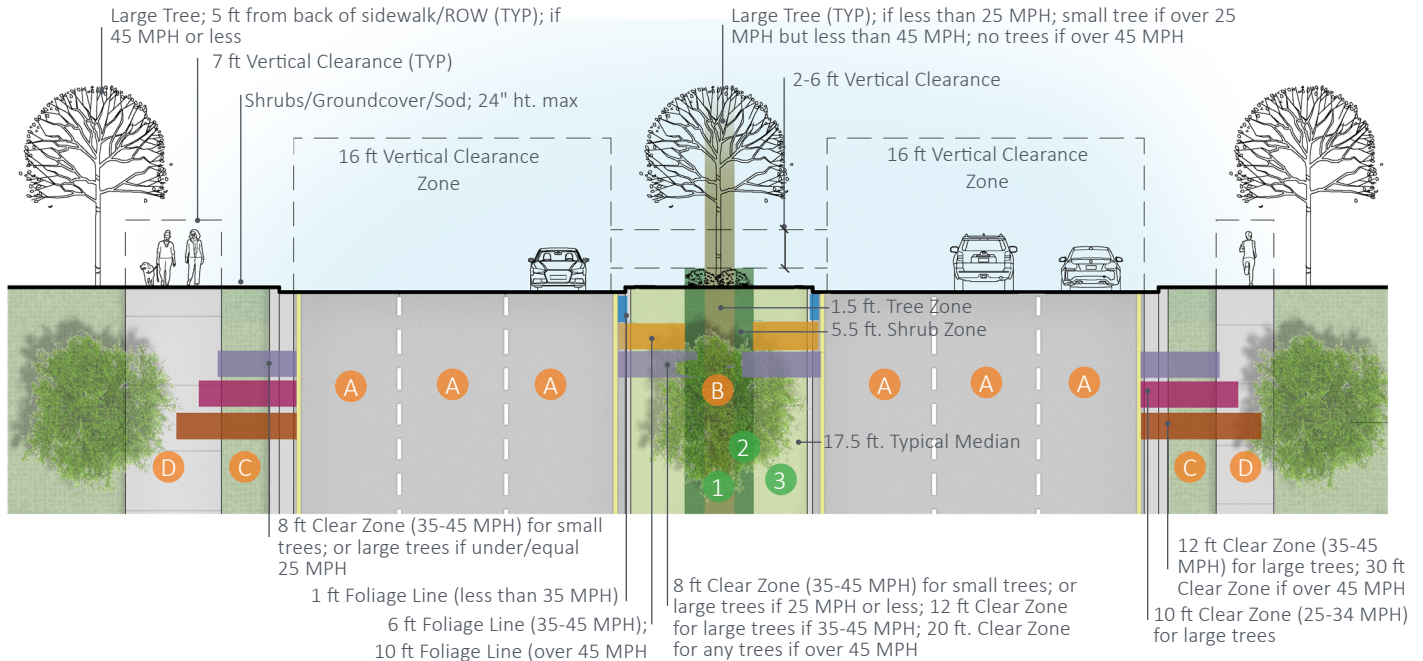 Large Tree; 5 ft from back of sidewalk/ROW (TYP); if
45 MPH or less
7 ft Vertical Clearance (TYP)
Shrubs/Groundcover/Sod; 24" ht. max
Large Tree (TYP); if less than 25 MPH; small tree if over 25
MPH but less than 45 MPH; no trees if over 45 MPH
2-6 ft Vertical Clearance
16 ft Vertical Clearance
Zone
16 ft Vertical Clearance
Zone
1.5 ft. Tree Zone
5.5 ft. Shrub Zone
A
A
A
B
A
A
A
17.5 ft. Typical Median
2
1
3
D
C
C
D
8 ft Clear Zone (35-45 MPH) for small
trees; or large trees if under/equal
25 MPH
1 ft Foliage Line (less than 35 MPH)
6 ft Foliage Line (35-45 MPH);
10 ft Foliage Line (over 45 MPH
8 ft Clear Zone (35-45 MPH) for small trees; or
large trees if 25 MPH or less; 12 ft Clear Zone
for large trees if 35-45 MPH; 20 ft. Clear Zone
for any trees if over 45 MPH
12 ft Clear Zone (35-45
MPH) for large trees; 30 ft
Clear Zone if over 45 MPH
10 ft Clear Zone (25-34 MPH)
for large trees